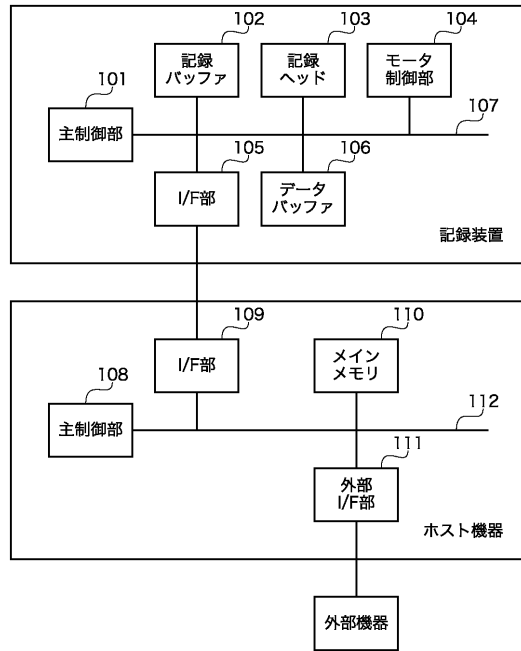 102
103
104
記録
バッファ
記録
ヘッド
モータ
制御部
101
107
主制御部
105
106
I/F部
データ
バッファ
記録装置
109
110
I/F部
メイン
メモリ
108
112
主制御部
111
外部
I/F部
ホスト機器
外部機器